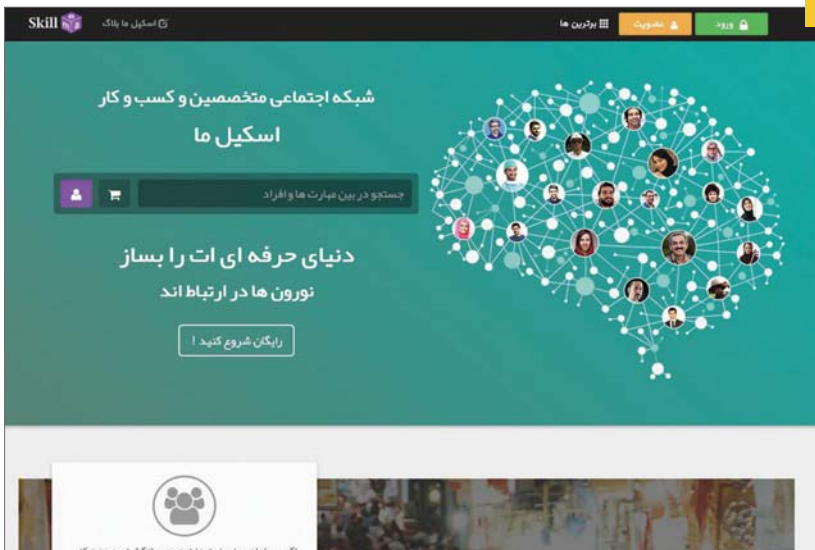 ورود
عضویت
برترین ها
اسکیل ما بلاگ
Skill
شبکه اجتماعی متخصصین و کسب و کار
اسکیل ما
جستجو در بین مهارت ها و افراد
دنیای حرفه ای ات را بساز
نورون ها در ارتباط اند
رایگان شروع کنید !